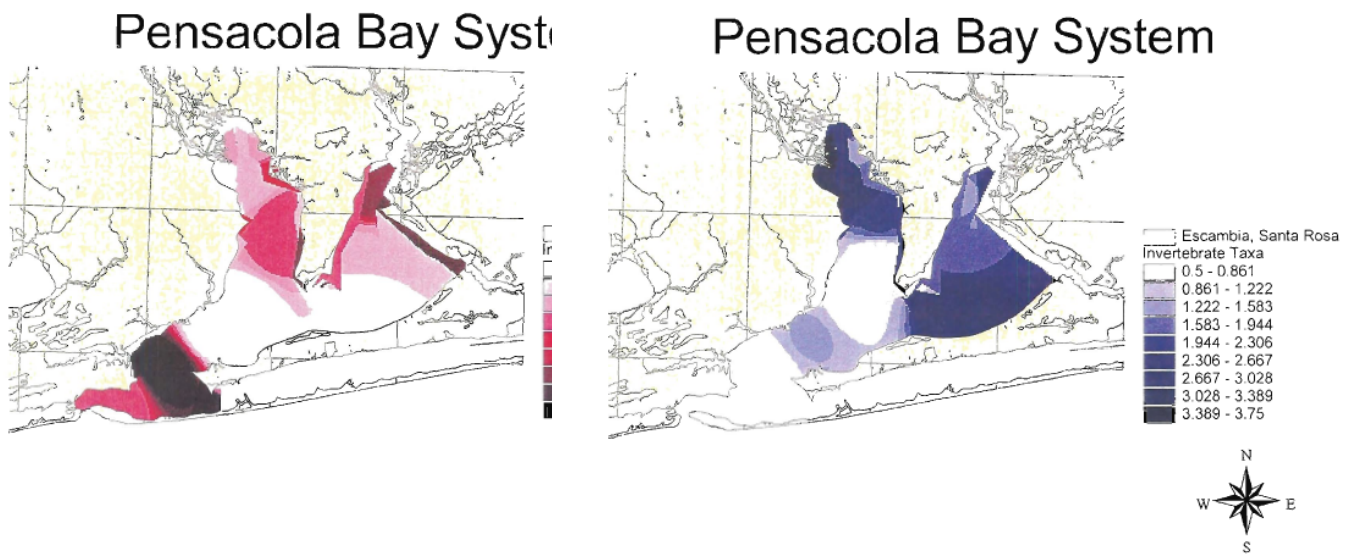 Pensacola Bay Syst
Pensacola Bay System
Escambia, Santa Rosa
Invertebrate Taxa
0.5 - 0.861
0.861 - 1.222
1.222 - 1.583
1.583 - 1.944
1.944 - 2.306
2.306 - 2.667
2.667 - 3.028
3.028 - 3.389
3.389 - 3.75
N
W E
S